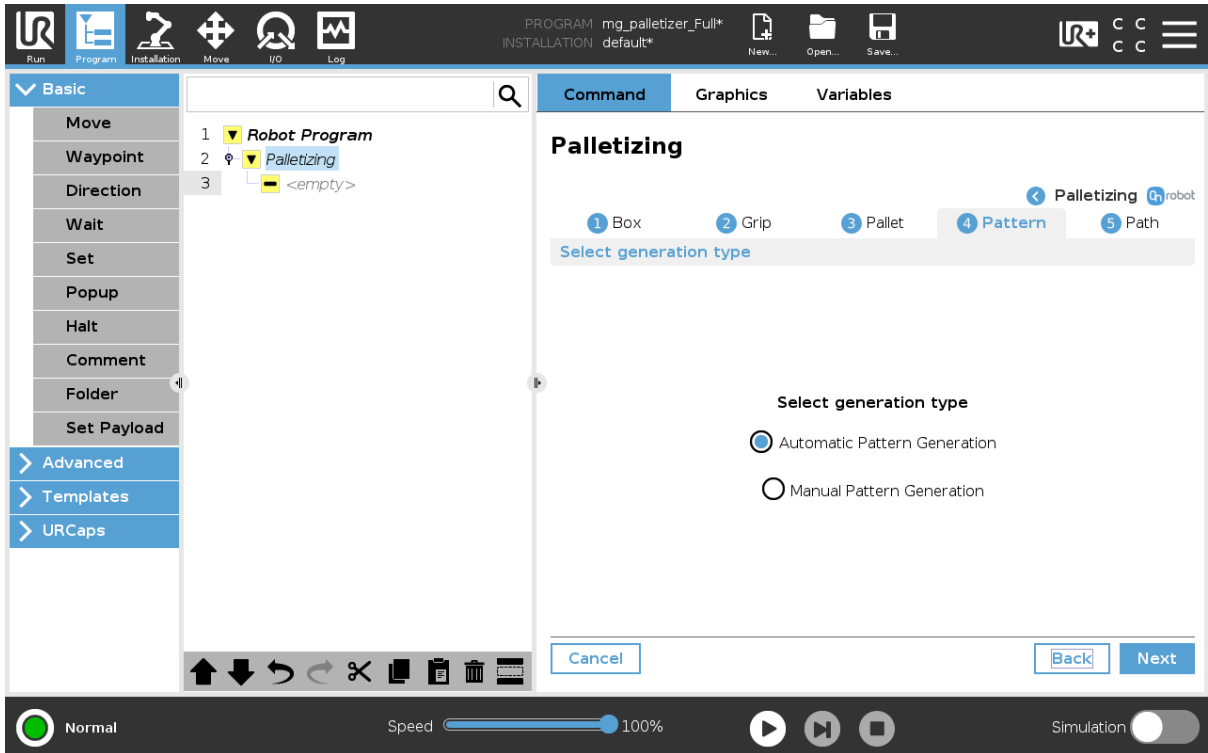 PROGRAM mg_palletizer_Full*
INSTALLATION default*
Run Program Installation Move I/O Log New... Open... Save... UR+ C C
C C
Basic
Move
Waypoint
Direction
Wait
Set
Popup
Halt
Comment
Folder
Set Payload
Advanced
Templates
URCaps
1 Robot Program
2 Palletizing
3 <empty>
Command Graphics Variables
Palletizing
Palletizing On robot
1 Box 2 Grip 3 Pallet 4 Pattern 5 Path
Select generation type
Select generation type
Automatic Pattern Generation
Manual Pattern Generation
Cancel Back Next
Normal Speed 100% Simulation